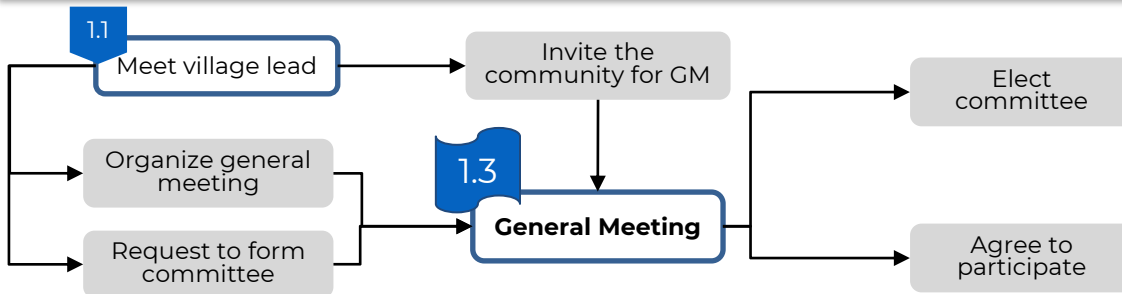 1.1
Meet village lead
Invite the
community for GM
Elect
committee
Organize general
meeting
1.3
General Meeting
Request to form
committee
Agree to
participate